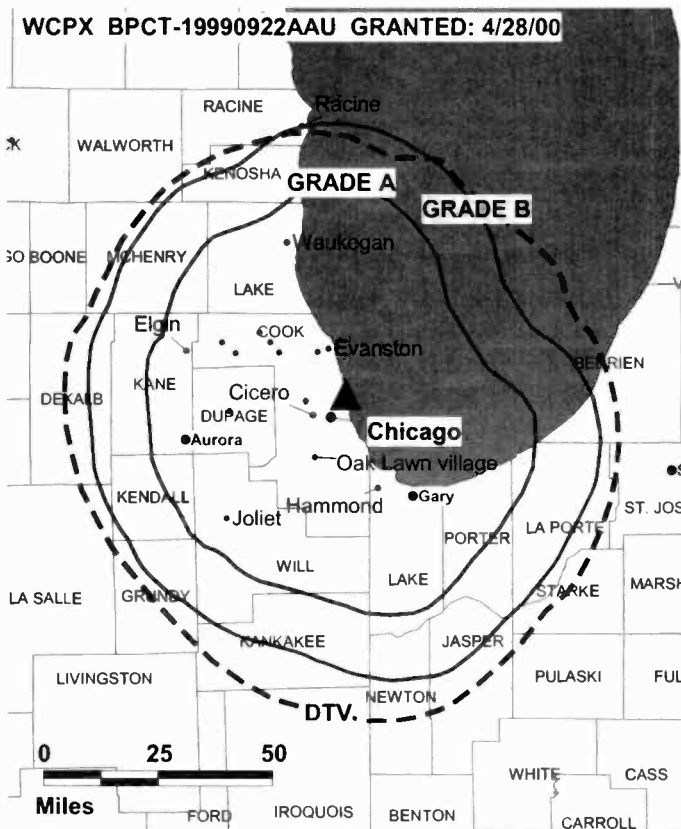 WCPX BPCT-19990922AAU GRANTED: 4/28/00
RACINE
Racine
WALWORTH
KENOSHA
GRADE A
GRADE B
Waukegan
BOONE
MCHENRY
LAKE
Elgin
COOK
Evanston
BERRIEN
KANE
DEKALB
Cicero
DUPAGE
Chicago
Aurora
Oak Lawn village
KENDALL
Hammond
Gary
Joliet
LA PORTE
ST. JOS
PORTER
WILL
LAKE
LA SALLE
GRUNDY
STARKE
MARSH
KANKAKEE
JASPER
LIVINGSTON
PULASKI
FUL
NEWTON
DTV.
0 25 50
Miles
WHITE
CASS
FORD
IROQUOIS
BENTON
CARROLL